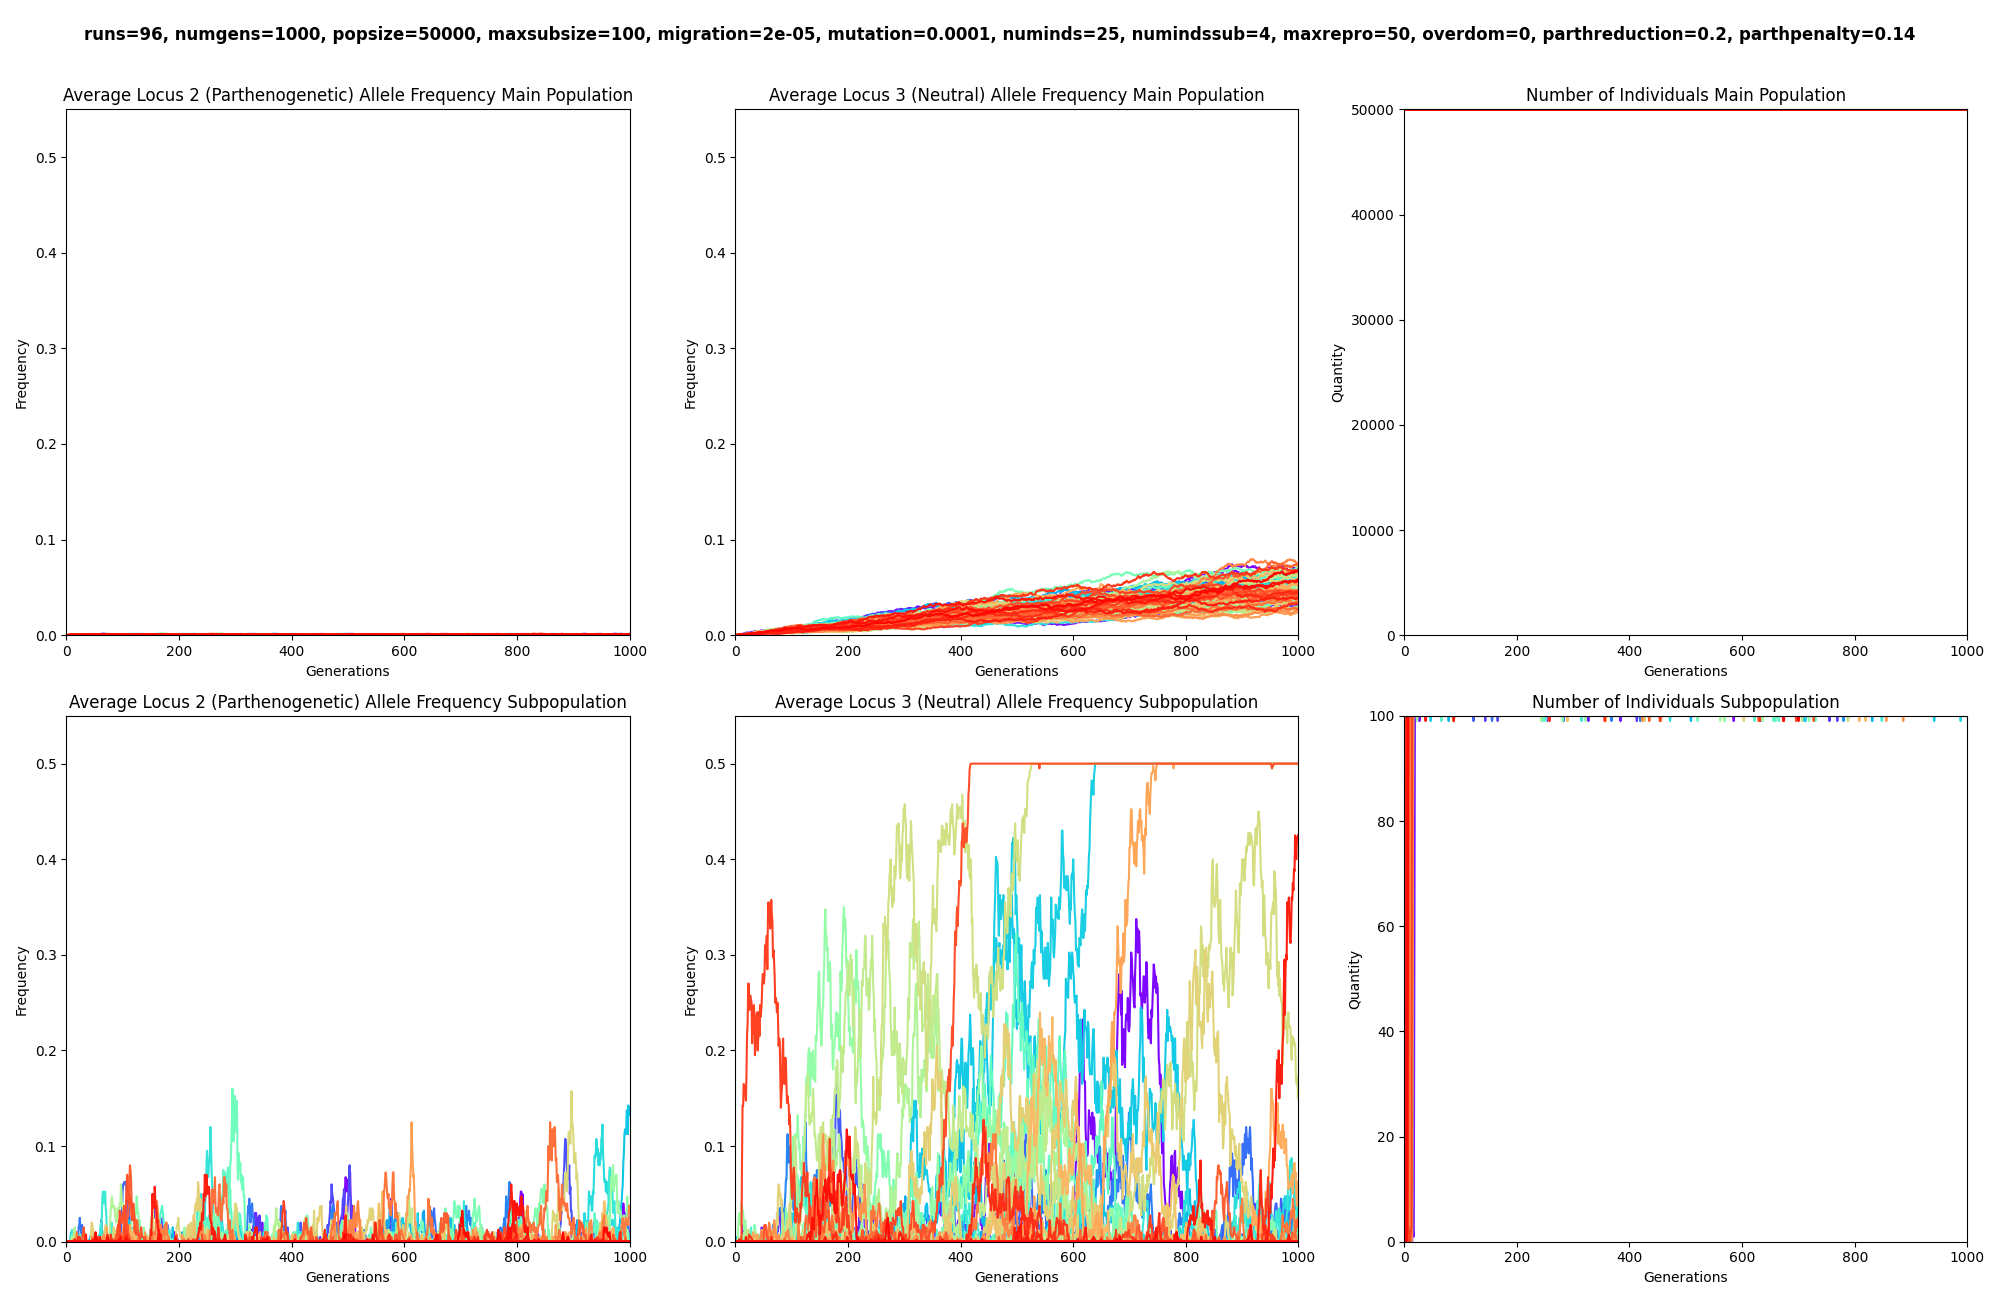 runs=96, numgens=1000, popsize=50000, maxsubsize=100, migration=2e-05, mutation=0.0001, numinds=25, numindssub=4, maxrepro=50, overdom=0, parthreduction=0.2, parthpenalty=0.14
Average Locus 2 (Parthenogenetic) Allele Frequency Main Population
Frequency
0.5
0.4
0.3
0.2
0.1
0.0
0 200 400 600 800 1000
Generations
Average Locus 3 (Neutral) Allele Frequency Main Population
Frequency
0.5
0.4
0.3
0.2
0.1
0.0
0 200 400 600 800 1000
Generations
Number of Individuals Main Population
Quantity
50000
40000
30000
20000
10000
0
0 200 400 600 800 1000
Generations
Average Locus 2 (Parthenogenetic) Allele Frequency Subpopulation
Frequency
0.5
0.4
0.3
0.2
0.1
0.0
0 200 400 600 800 1000
Generations
Average Locus 3 (Neutral) Allele Frequency Subpopulation
Frequency
0.5
0.4
0.3
0.2
0.1
0.0
0 200 400 600 800 1000
Generations
Number of Individuals Subpopulation
Quantity
100
80
60
40
20
0
0 200 400 600 800 1000
Generations